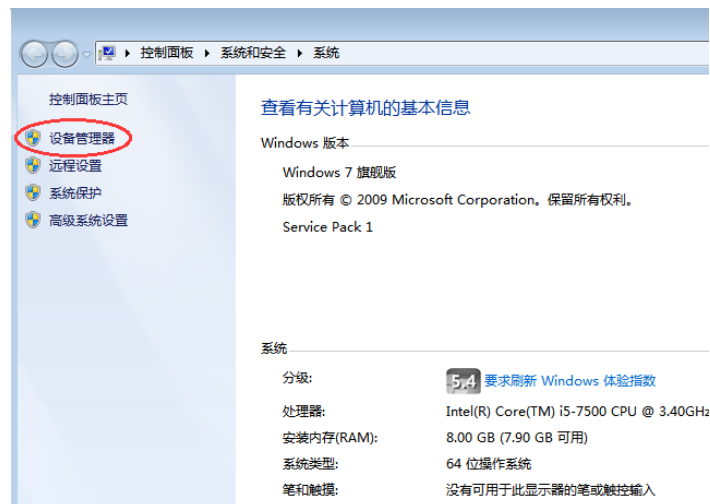 控制面板 系统和安全 系统
控制面板主页
设备管理器
远程设置
系统保护
高级系统设置
查看有关计算机的基本信息
Windows 版本
Windows 7 旗舰版
版权所有 © 2009 Microsoft Corporation。保留所有权利。
Service Pack 1
系统
分级: 5.4 要求刷新 Windows 体验指数
处理器: Intel(R) Core(TM) i5-7500 CPU @ 3.40GHz
安装内存(RAM): 8.00 GB (7.90 GB 可用)
系统类型: 64 位操作系统
笔和触摸: 没有可用于此显示器的笔或触控输入